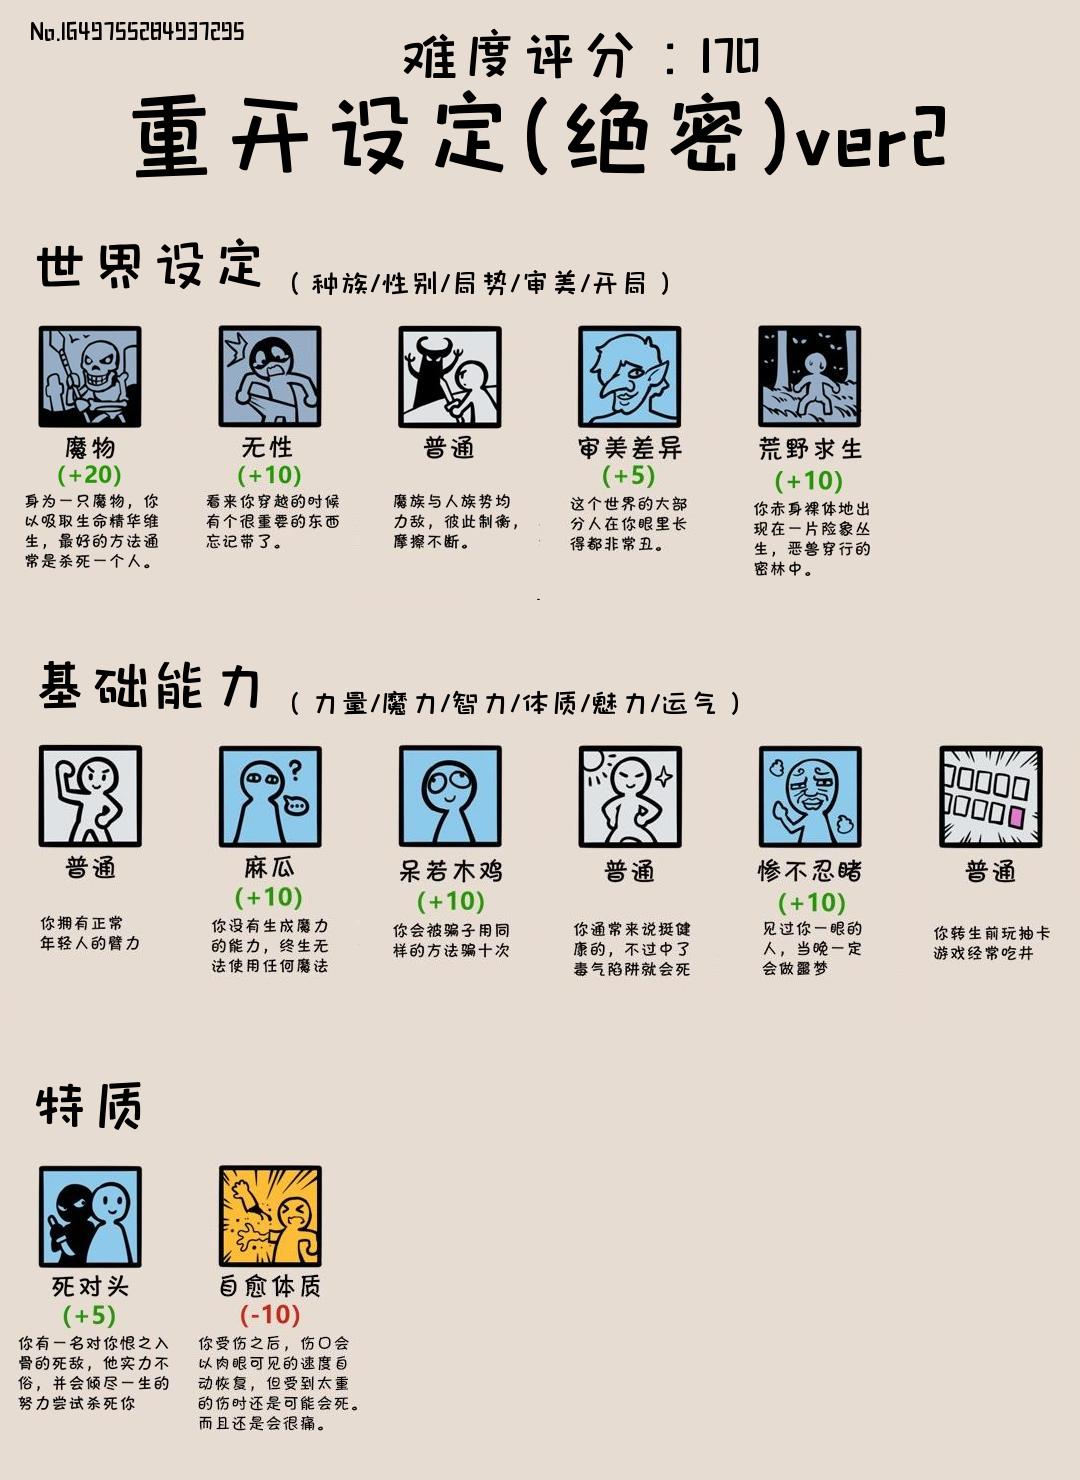 No.1649755284937295
难度评分：170
重开设定(绝密)ver2
世界设定（种族/性别/局势/审美/开局）
魔物
(+20)
身为一只魔物，你
以吸取生命精华维
生，最好的方法通
常是杀死一个人。
无性
(+10)
看来你穿越的时候
有个很重要的东西
忘记带了。
普通
魔族与人族势均
力敌，彼此制衡，
摩擦不断。
审美差异
(+5)
这个世界的大部
分人在你眼里长
得都非常丑。
荒野求生
(+10)
你赤身裸体地出
现在一片险象丛
生，恶兽穿行的
密林中。
基础能力（力量/魔力/智力/体质/魅力/运气）
普通
你拥有正常
年轻人的臂力
麻瓜
(+10)
你没有生成魔力
的能力，终生无
法使用任何魔法
呆若木鸡
(+10)
你会被骗子用同
样的方法骗十次
普通
你通常来说挺健
康的，不过中了
毒气陷阱就会死
惨不忍睹
(+10)
见过你一眼的
人，当晚一定
会做噩梦
普通
你转生前玩抽卡
游戏经常吃井
特质
死对头
(+5)
你有一名对你恨之入
骨的死敌，他实力不
俗，并会倾尽一生的
努力尝试杀死你
自愈体质
(-10)
你受伤之后，伤口会
以肉眼可见的速度自
动恢复，但受到太重
的伤时还是可能会死。
而且还是会很痛。